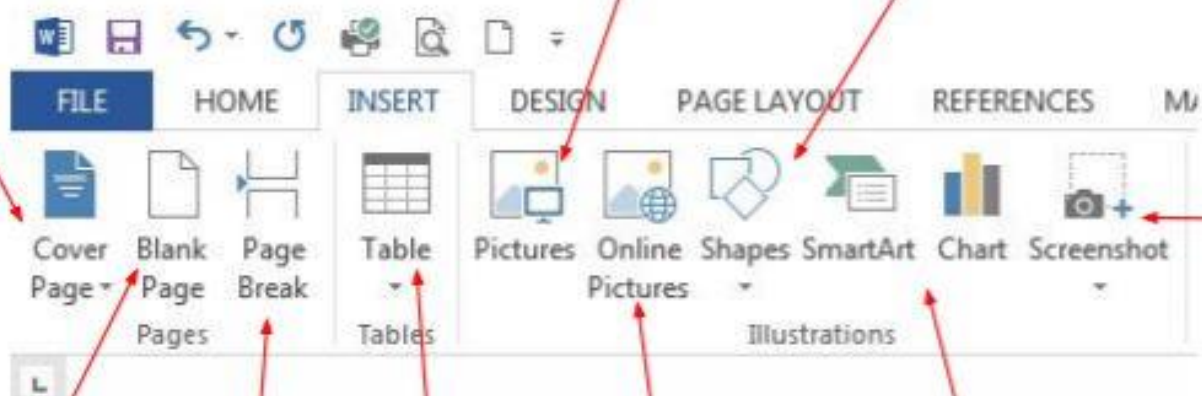 W
FILE HOME INSERT DESIGN PAGE LAYOUT REFERENCES MA
Cover Blank Page Table Pictures Online Shapes SmartArt Chart Screenshot
Page Page Break Pictures
Pages Tables Illustrations
L